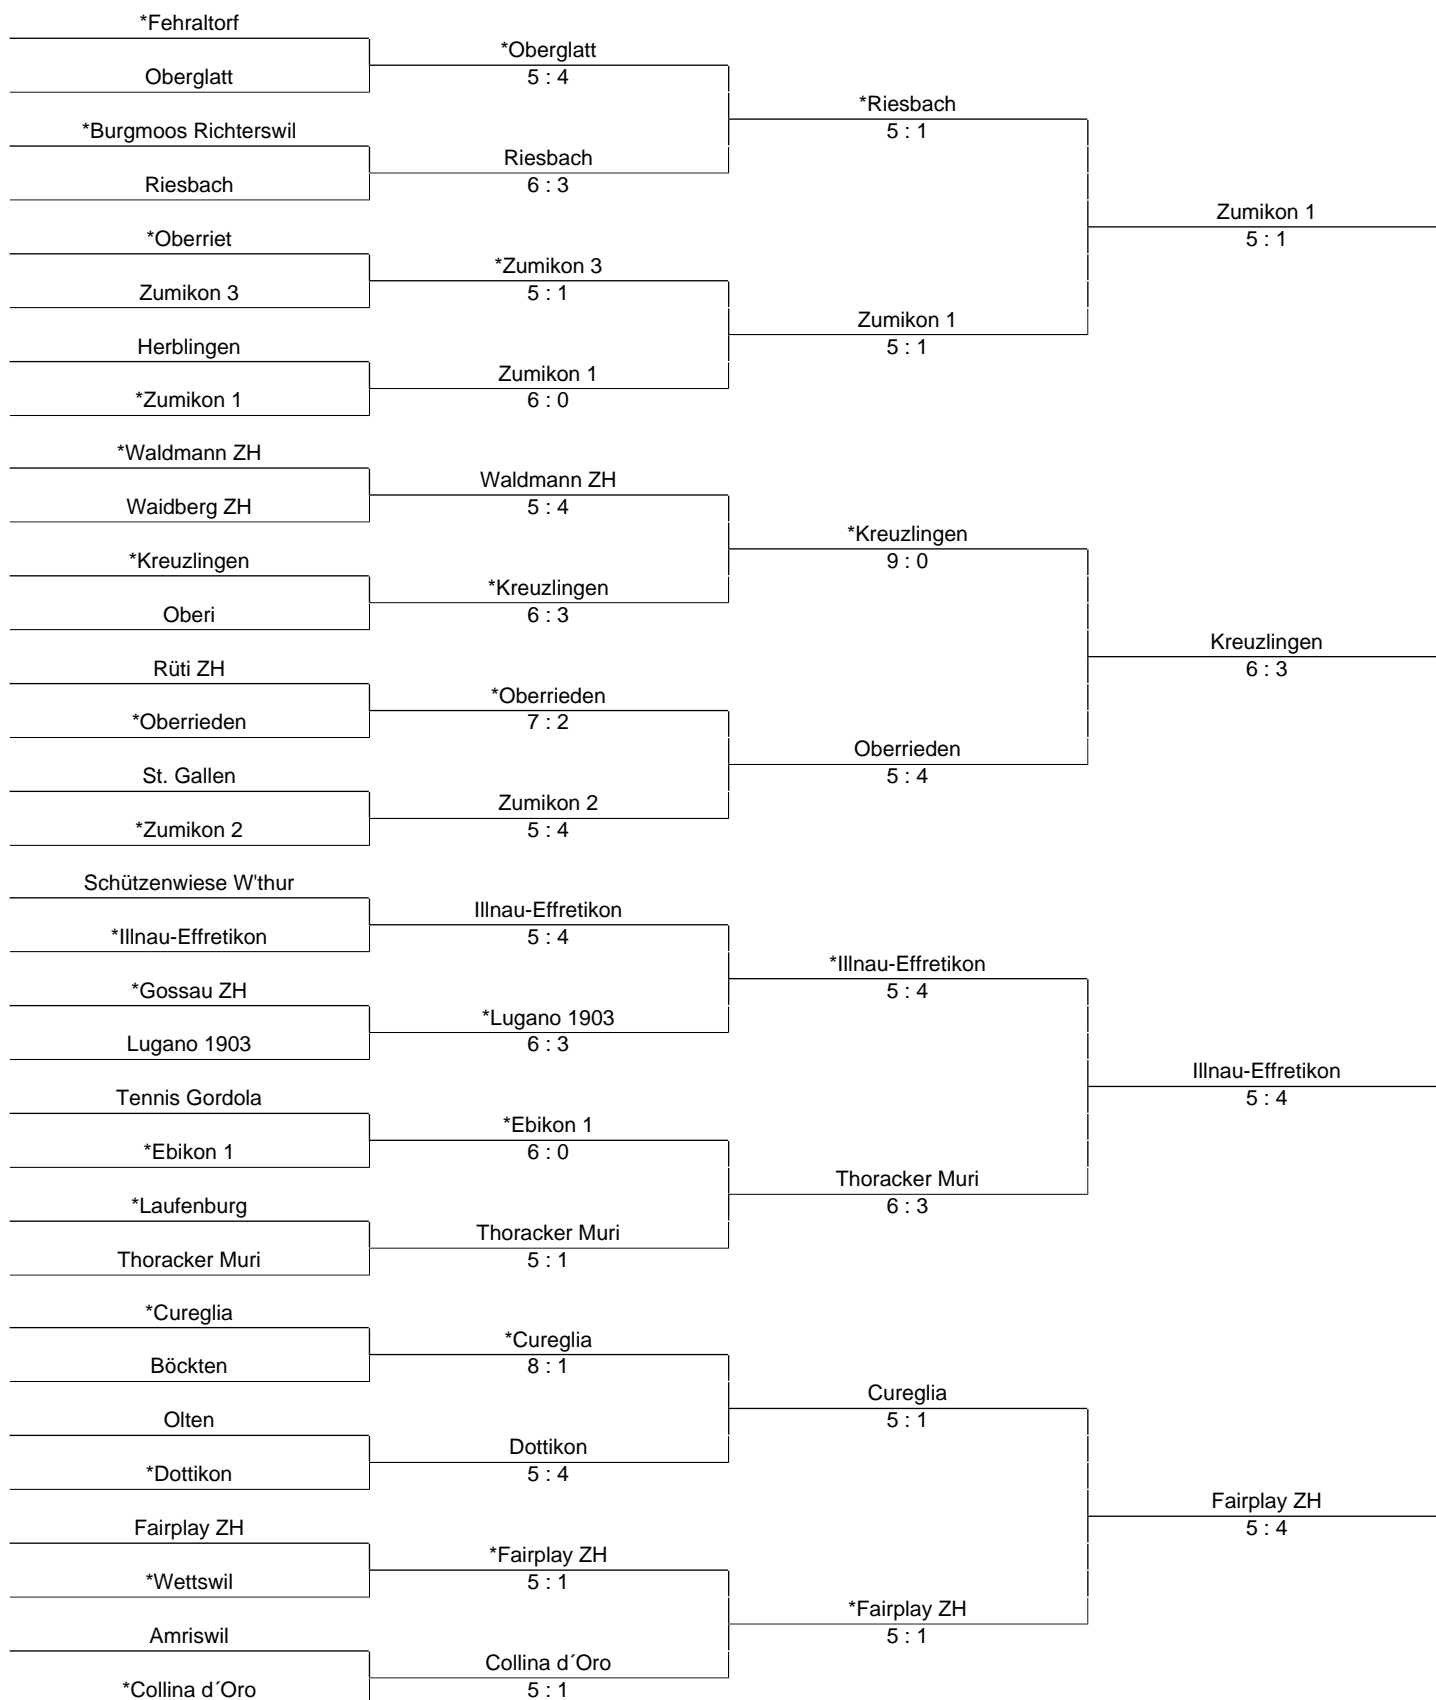 *Fehraltorf
*Oberglatt
5 : 4
Oberglatt
*Riesbach
5 : 1
*Burgmoos Richterswil
Riesbach
6 : 3
Riesbach
Zumikon 1
5 : 1
*Oberriet
*Zumikon 3
5 : 1
Zumikon 3
Zumikon 1
5 : 1
Herblingen
Zumikon 1
6 : 0
*Zumikon 1
*Waldmann ZH
Waldmann ZH
5 : 4
Waidberg ZH
*Kreuzlingen
9 : 0
*Kreuzlingen
*Kreuzlingen
6 : 3
Oberi
Kreuzlingen
6 : 3
Rüti ZH
*Oberrieden
7 : 2
*Oberrieden
Oberrieden
5 : 4
St. Gallen
Zumikon 2
5 : 4
*Zumikon 2
Schützenwiese W'thur
Illnau-Effretikon
5 : 4
*Illnau-Effretikon
*Illnau-Effretikon
5 : 4
*Gossau ZH
*Lugano 1903
6 : 3
Lugano 1903
Illnau-Effretikon
5 : 4
Tennis Gordola
*Ebikon 1
6 : 0
*Ebikon 1
Thoracker Muri
6 : 3
*Laufenburg
Thoracker Muri
5 : 1
Thoracker Muri
*Cureglia
*Cureglia
8 : 1
Böckten
Cureglia
5 : 1
Olten
Dottikon
5 : 4
*Dottikon
Fairplay ZH
5 : 4
Fairplay ZH
*Fairplay ZH
5 : 1
*Wettswil
*Fairplay ZH
5 : 1
Amriswil
Collina d´Oro
5 : 1
*Collina d´Oro